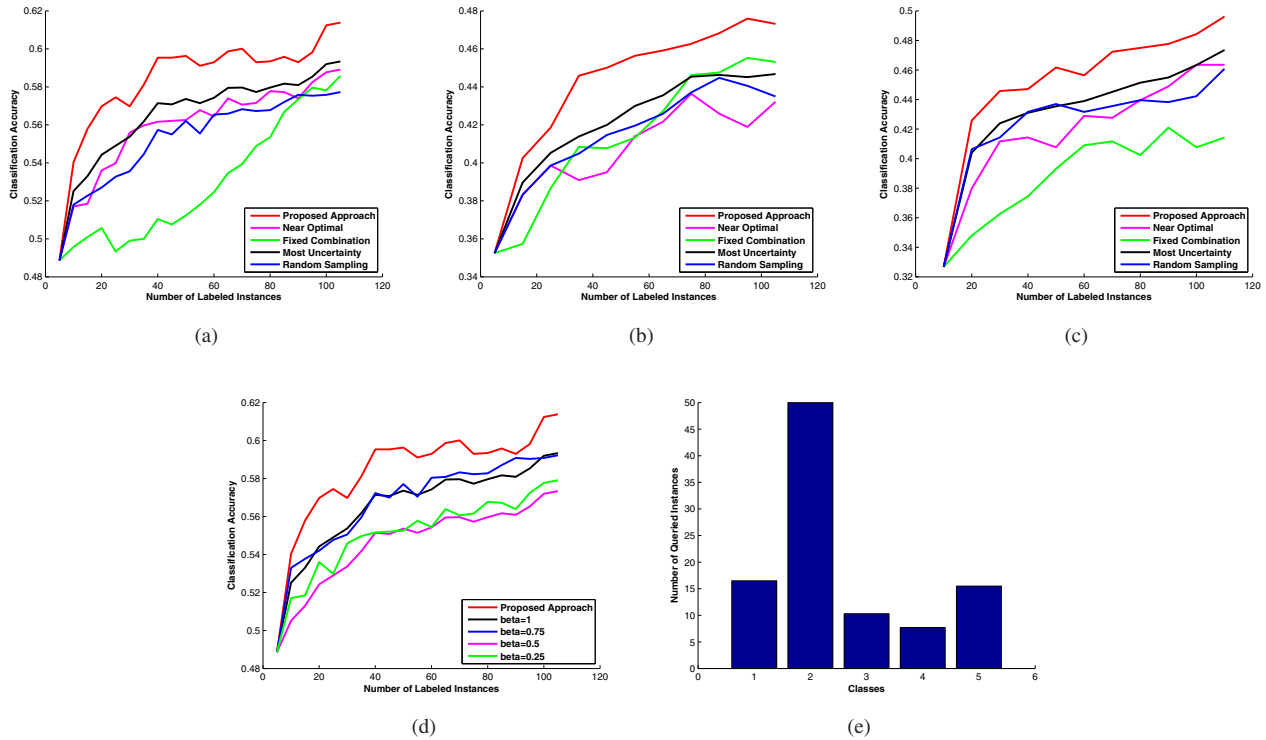 0.62
0.6
0.58
0.56
0.54
0.52
0.5
0.48
Classification Accuracy
0 20 40 60 80 100 120
Number of Labeled Instances
Proposed Approach
Near Optimal
Fixed Combination
Most Uncertainty
Random Sampling
(a)
0.48
0.46
0.44
0.42
0.4
0.38
0.36
0.34
Classification Accuracy
0 20 40 60 80 100 120
Number of Labeled Instances
Proposed Approach
Near Optimal
Fixed Combination
Most Uncertainty
Random Sampling
(b)
0.5
0.48
0.46
0.44
0.42
0.4
0.38
0.36
0.34
0.32
Classification Accuracy
0 20 40 60 80 100 120
Number of Labeled Instances
Proposed Approach
Near Optimal
Fixed Combination
Most Uncertainty
Random Sampling
(c)
0.62
0.6
0.58
0.56
0.54
0.52
0.5
0.48
Classification Accuracy
0 20 40 60 80 100 120
Number of Labeled Instances
Proposed Approach
beta=1
beta=0.75
beta=0.5
beta=0.25
(d)
50
45
40
35
30
25
20
15
10
5
0
Number of Queried Instances
0 1 2 3 4 5 6
Classes
(e)